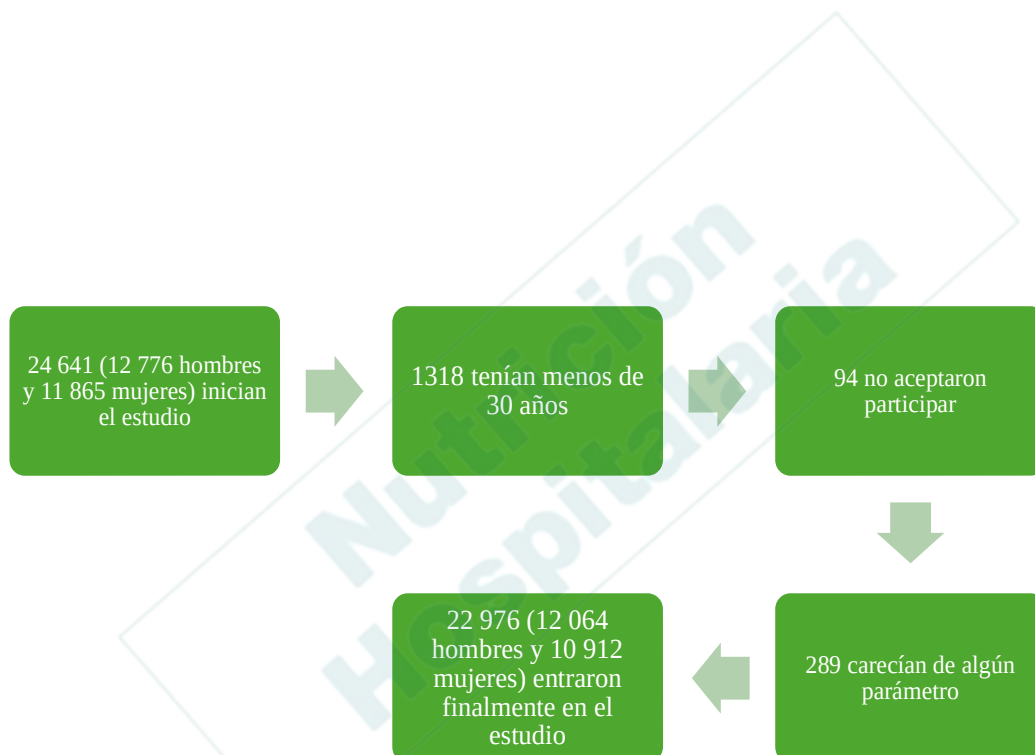 24 641 (12 776 hombres
y 11 865 mujeres) inician
el estudio
1318 tenían menos de
30 años
94 no aceptaron
participar
289 carecían de algún
parámetro
22 976 (12 064
hombres y 10 912
mujeres) entraron
finalmente en el
estudio
Nutrición
Hospitalaria